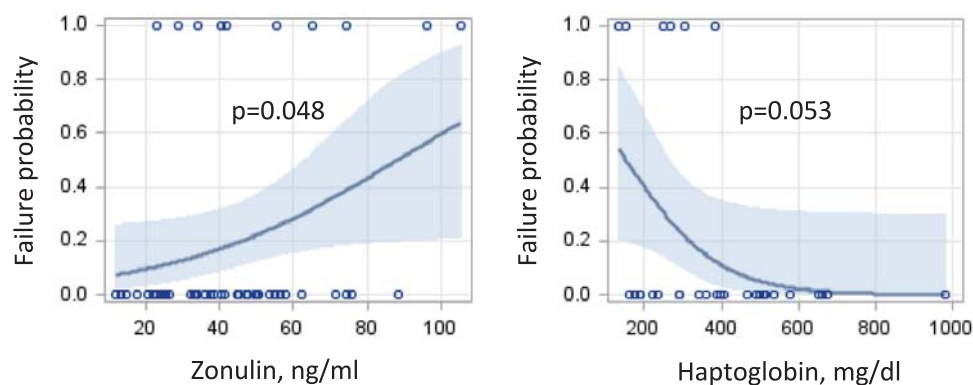 Failure probability
1.0
0.8
0.6
0.4
0.2
0.0
p=0.048
20 40 60 80 100
Zonulin, ng/ml
Failure probability
1.0
0.8
0.6
0.4
0.2
0.0
p=0.053
200 400 600 800 1000
Haptoglobin, mg/dl